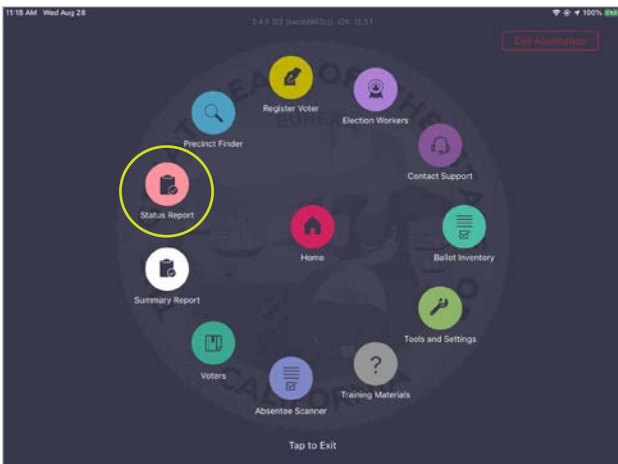 11:18 AM Wed Aug 28
100%
Exit Application
Register Voter
Election Workers
Precinct Finder
Contact Support
Status Report
Home
Ballot Inventory
Summary Report
Tools and Settings
Voters
?
Training Materials
Absentee Scanner
Tap to Exit